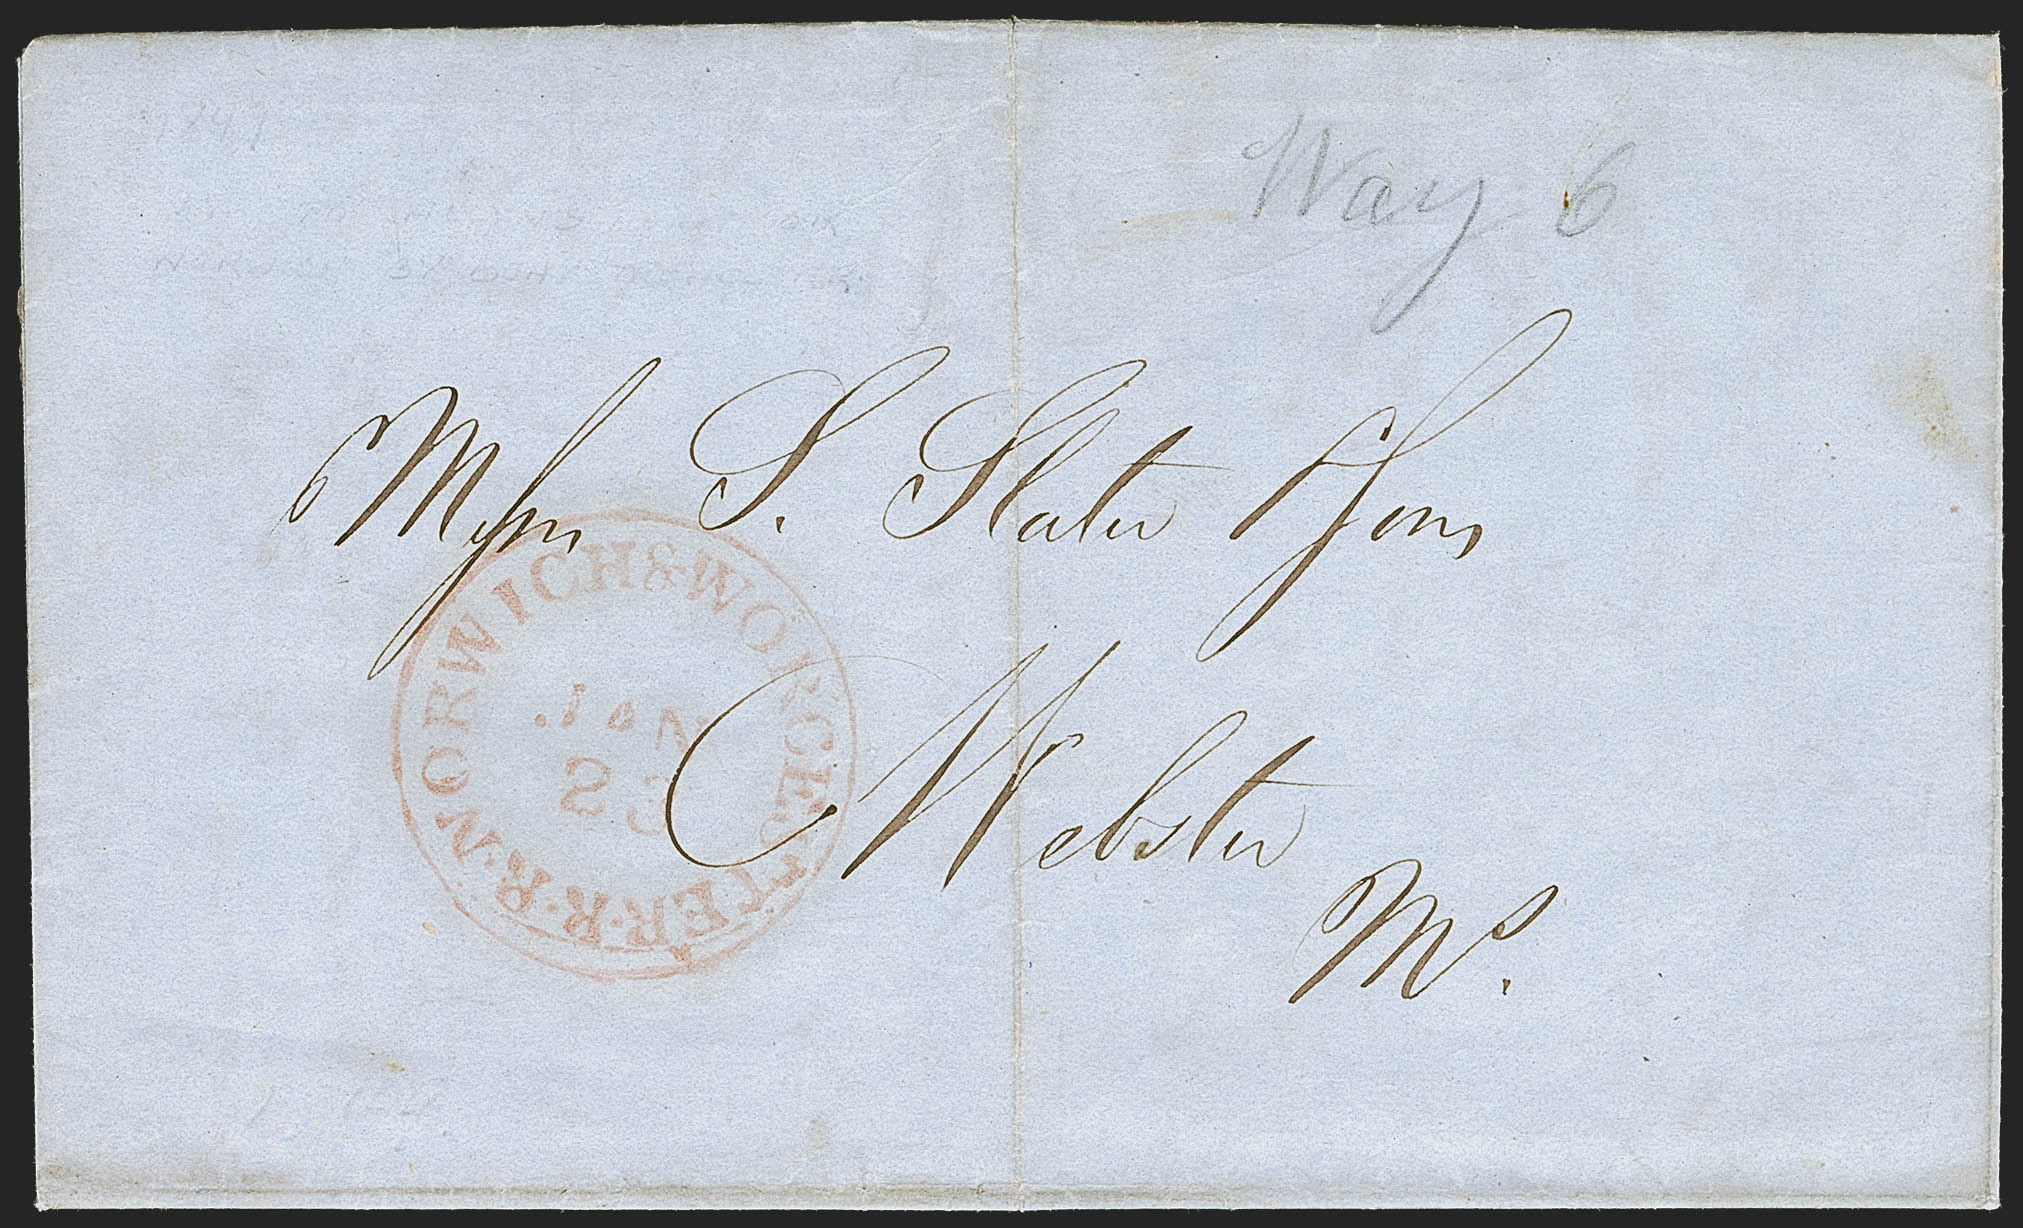 Way 6
Messrs S. Slater & Sons
Webster
Ms.
NORWICH & WORCESTER. R. R.
JAN
23